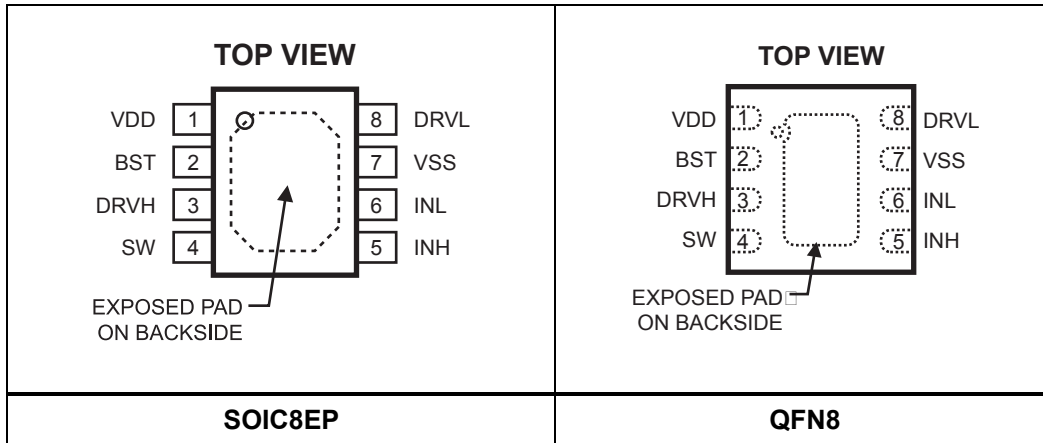 TOP VIEW
VDD 1 8 DRVL
BST 2 7 VSS
DRVH 3 6 INL
SW 4 5 INH
EXPOSED PAD
ON BACKSIDE
SOIC8EP
TOP VIEW
VDD 1 8 DRVL
BST 2 7 VSS
DRVH 3 6 INL
SW 4 5 INH
EXPOSED PAD
ON BACKSIDE
QFN8